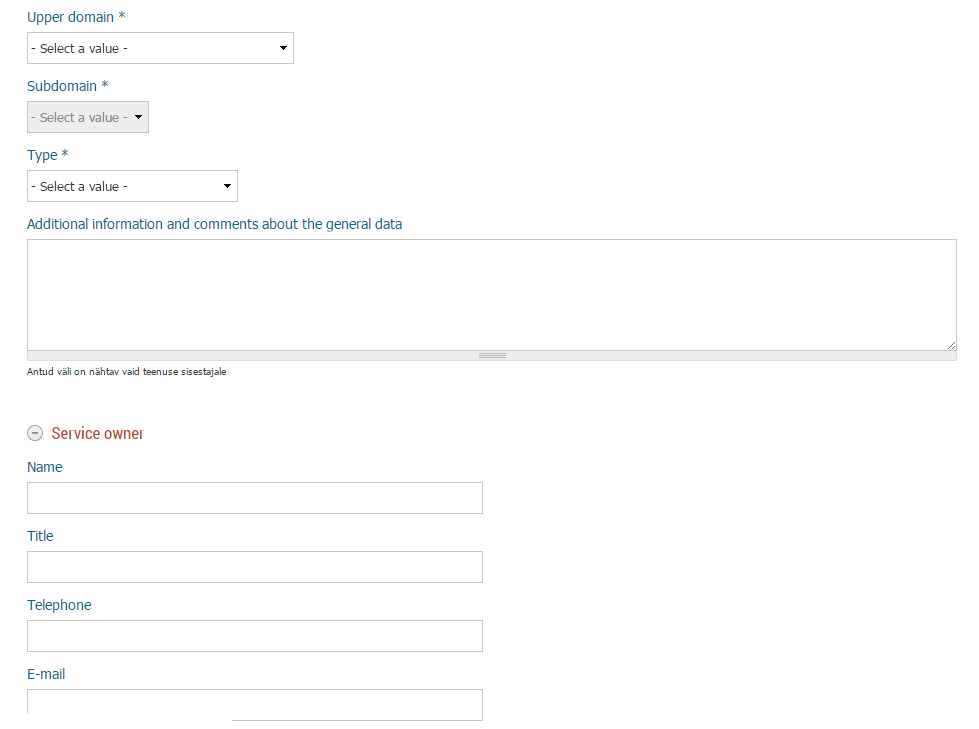 Upper domain *
- Select a value -
Subdomain *
- Select a value -
Type *
- Select a value -
Additional information and comments about the general data
Antud väli on nähtav vaid teenuse sisestajale
Service owner
Name
Title
Telephone
E-mail